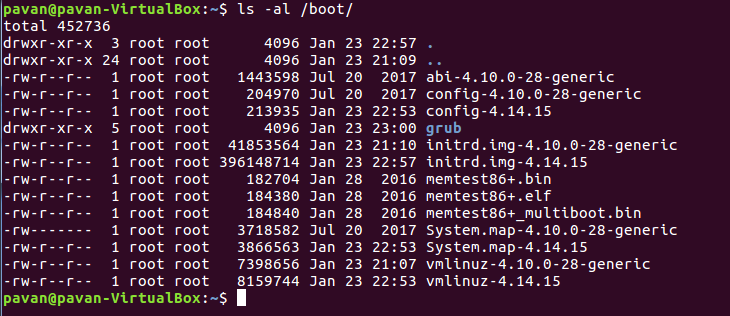 pavan@pavan-VirtualBox:~$ ls -al /boot/
total 452736
drwxr-xr-x  3 root root      4096 Jan 23 22:57 .
drwxr-xr-x 24 root root      4096 Jan 23 21:09 ..
-rw-r--r--  1 root root   1443598 Jul 20  2017 abi-4.10.0-28-generic
-rw-r--r--  1 root root    204970 Jul 20  2017 config-4.10.0-28-generic
-rw-r--r--  1 root root    213935 Jan 23 22:53 config-4.14.15
drwxr-xr-x  5 root root      4096 Jan 23 23:00 grub
-rw-r--r--  1 root root  41853564 Jan 23 21:10 initrd.img-4.10.0-28-generic
-rw-r--r--  1 root root 396148714 Jan 23 22:57 initrd.img-4.14.15
-rw-r--r--  1 root root    182704 Jan 28  2016 memtest86+.bin
-rw-r--r--  1 root root    184380 Jan 28  2016 memtest86+.elf
-rw-r--r--  1 root root    184840 Jan 28  2016 memtest86+_multiboot.bin
-rw-------  1 root root   3718582 Jul 20  2017 System.map-4.10.0-28-generic
-rw-r--r--  1 root root   3866563 Jan 23 22:53 System.map-4.14.15
-rw-r--r--  1 root root   7398656 Jan 23 21:07 vmlinuz-4.10.0-28-generic
-rw-r--r--  1 root root   8159744 Jan 23 22:53 vmlinuz-4.14.15
pavan@pavan-VirtualBox:~$